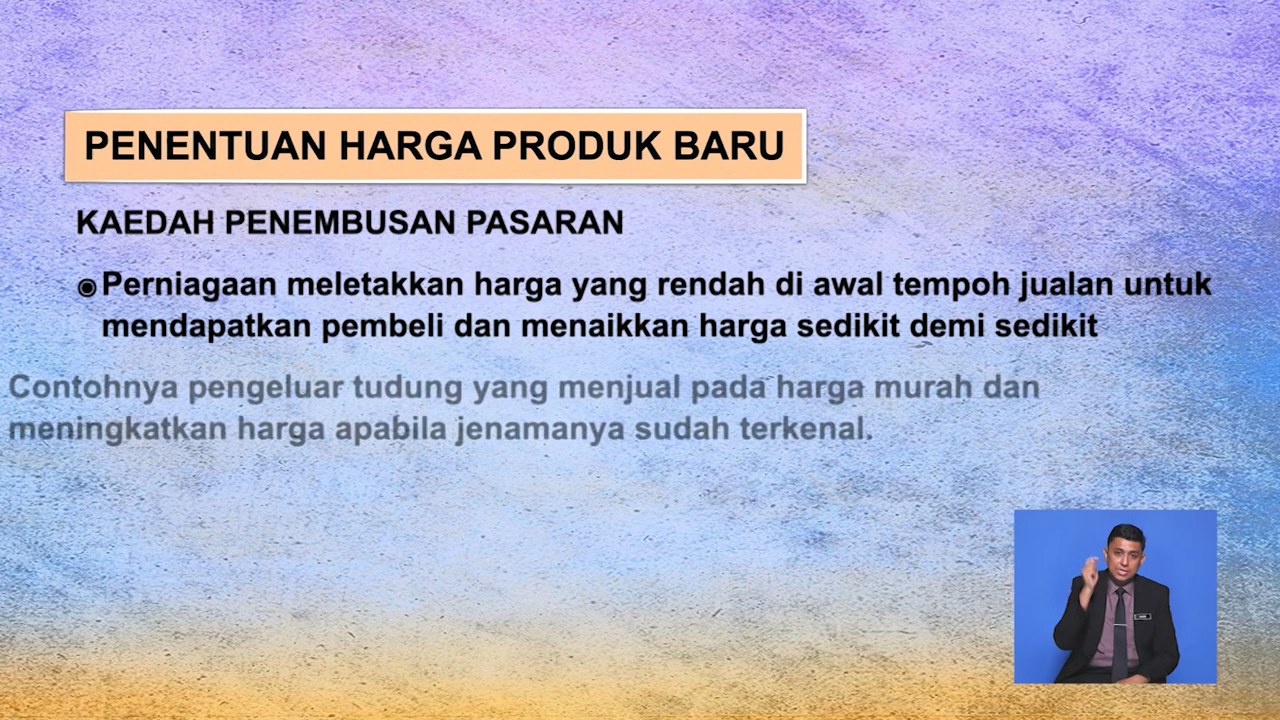 PENENTUAN HARGA PRODUK BARU
KAEDAH PENEMBUSAN PASARAN
◉ Perniagaan meletakkan harga yang rendah di awal tempoh jualan untuk
mendapatkan pembeli dan menaikkan harga sedikit demi sedikit
Contohnya pengeluar tudung yang menjual pada harga murah dan
meningkatkan harga apabila jenamanya sudah terkenal.